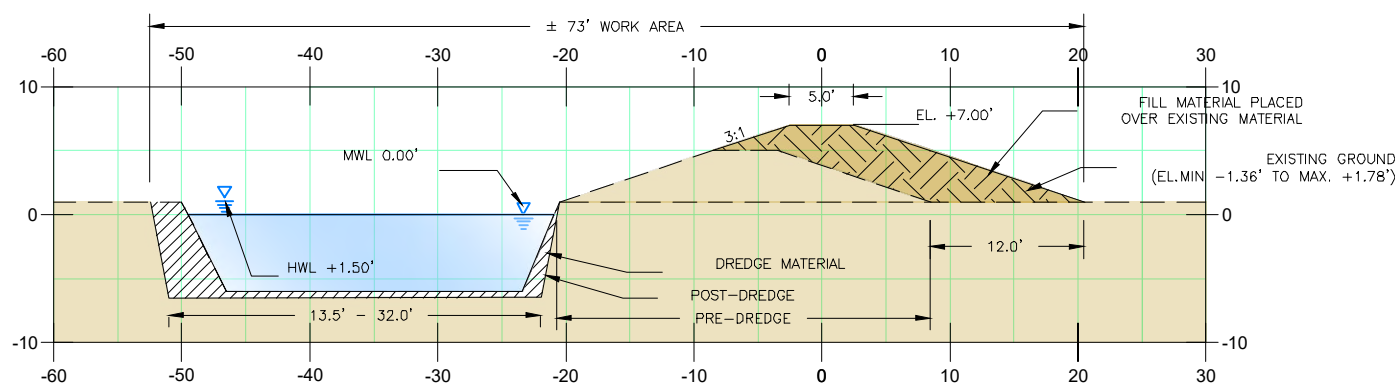 ± 73' WORK AREA
-60 -50 -40 -30 -20 -10 0 10 20 30
10 10
5.0'
FILL MATERIAL PLACED
OVER EXISTING MATERIAL
EL. +7.00'
3:1
MWL 0.00'
EXISTING GROUND
(EL.MIN -1.36' TO MAX. +1.78')
0 0
12.0'
HWL +1.50'
DREDGE MATERIAL
POST-DREDGE
13.5' - 32.0'
PRE-DREDGE
-10 -10
-60 -50 -40 -30 -20 -10 0 10 20 30